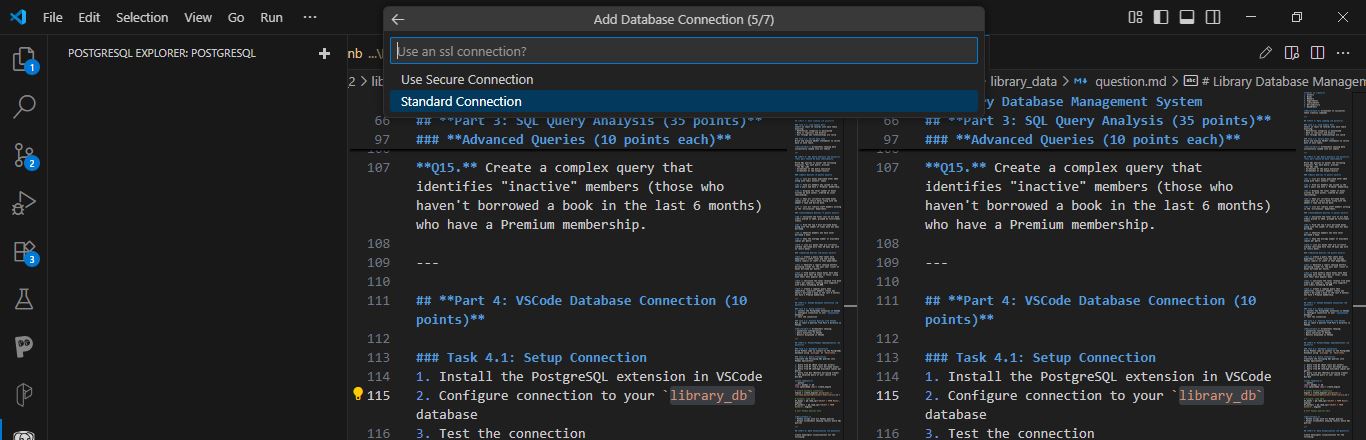 File Edit Selection View Go Run ···
Add Database Connection (5/7)
Use an ssl connection?
Use Secure Connection
Standard Connection
POSTGRESQL EXPLORER: POSTGRESQL
1
2
3
nb ...\
2 > lib
66 ## **Part 3: SQL Query Analysis (35 points)**
97 ### **Advanced Queries (10 points each)**
107 **Q15.** Create a complex query that
identifies "inactive" members (those who
haven't borrowed a book in the last 6 months)
who have a Premium membership.
108
109 ---
110
111 ## **Part 4: VSCode Database Connection (10
points)**
112
113 ### Task 4.1: Setup Connection
114 1. Install the PostgreSQL extension in VSCode
115 2. Configure connection to your `library_db`
database
116 3. Test the connection
library_data > question.md > # Library Database Managem
y Database Management System
66 ## **Part 3: SQL Query Analysis (35 points)**
97 ### **Advanced Queries (10 points each)**
107 **Q15.** Create a complex query that
identifies "inactive" members (those who
haven't borrowed a book in the last 6 months)
who have a Premium membership.
108
109 ---
110
111 ## **Part 4: VSCode Database Connection (10
points)**
112
113 ### Task 4.1: Setup Connection
114 1. Install the PostgreSQL extension in VSCode
115 2. Configure connection to your `library_db`
database
116 3. Test the connection